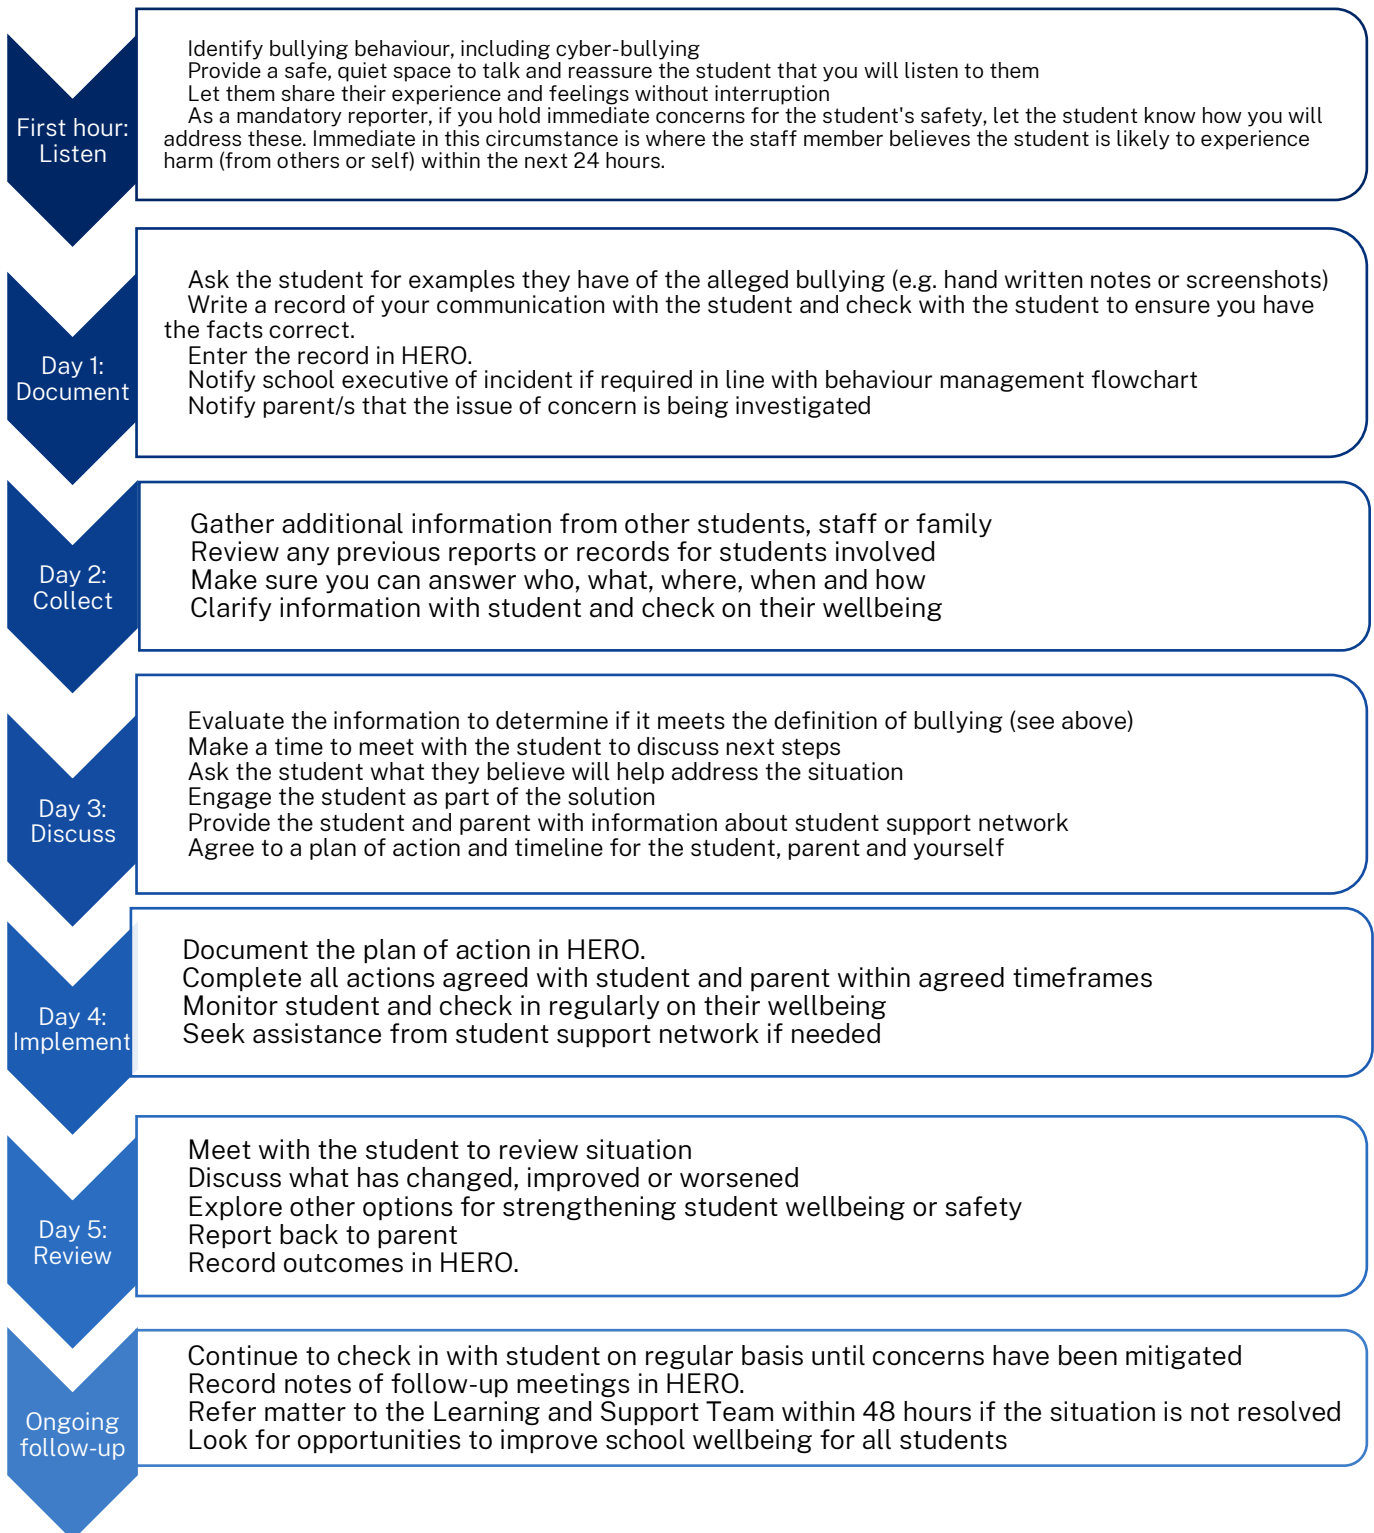 First hour:
Listen
Identify bullying behaviour, including cyber-bullying
Provide a safe, quiet space to talk and reassure the student that you will listen to them
Let them share their experience and feelings without interruption
As a mandatory reporter, if you hold immediate concerns for the student's safety, let the student know how you will
address these. Immediate in this circumstance is where the staff member believes the student is likely to experience
harm (from others or self) within the next 24 hours.
Day 1:
Document
Ask the student for examples they have of the alleged bullying (e.g. hand written notes or screenshots)
Write a record of your communication with the student and check with the student to ensure you have
the facts correct.
Enter the record in HERO.
Notify school executive of incident if required in line with behaviour management flowchart
Notify parent/s that the issue of concern is being investigated
Day 2:
Collect
Gather additional information from other students, staff or family
Review any previous reports or records for students involved
Make sure you can answer who, what, where, when and how
Clarify information with student and check on their wellbeing
Day 3:
Discuss
Evaluate the information to determine if it meets the definition of bullying (see above)
Make a time to meet with the student to discuss next steps
Ask the student what they believe will help address the situation
Engage the student as part of the solution
Provide the student and parent with information about student support network
Agree to a plan of action and timeline for the student, parent and yourself
Day 4:
Implement
Document the plan of action in HERO.
Complete all actions agreed with student and parent within agreed timeframes
Monitor student and check in regularly on their wellbeing
Seek assistance from student support network if needed
Day 5:
Review
Meet with the student to review situation
Discuss what has changed, improved or worsened
Explore other options for strengthening student wellbeing or safety
Report back to parent
Record outcomes in HERO.
Ongoing
follow-up
Continue to check in with student on regular basis until concerns have been mitigated
Record notes of follow-up meetings in HERO.
Refer matter to the Learning and Support Team within 48 hours if the situation is not resolved
Look for opportunities to improve school wellbeing for all students